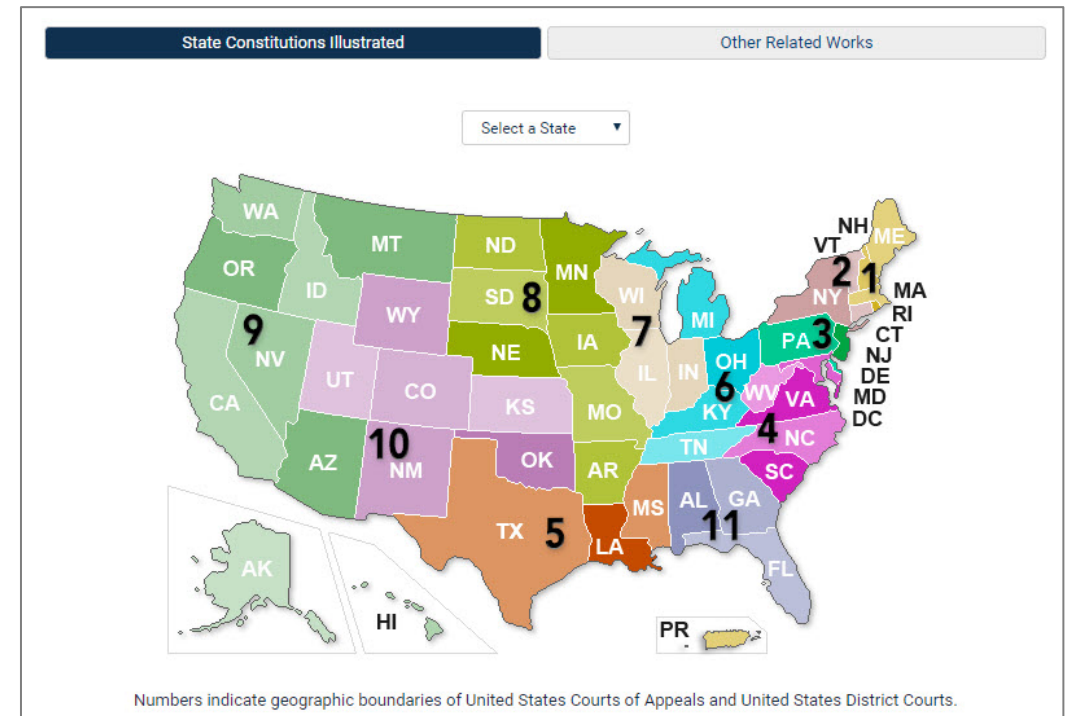 State Constitutions Illustrated
Other Related Works
Select a State
WA
MT
ND
MN
OR
ID
SD
8
WI
MI
NH
ME
VT
2
1
NY
MA
RI
CT
NJ
DE
MD
DC
WY
9
NV
NE
IA
7
PA
3
OH
IL
IN
6
WV
VA
CA
UT
CO
KS
MO
KY
4
NC
10
NM
AZ
OK
AR
TN
SC
MS
AL
GA
11
TX
5
LA
FL
AK
HI
PR
Numbers indicate geographic boundaries of United States Courts of Appeals and United States District Courts.